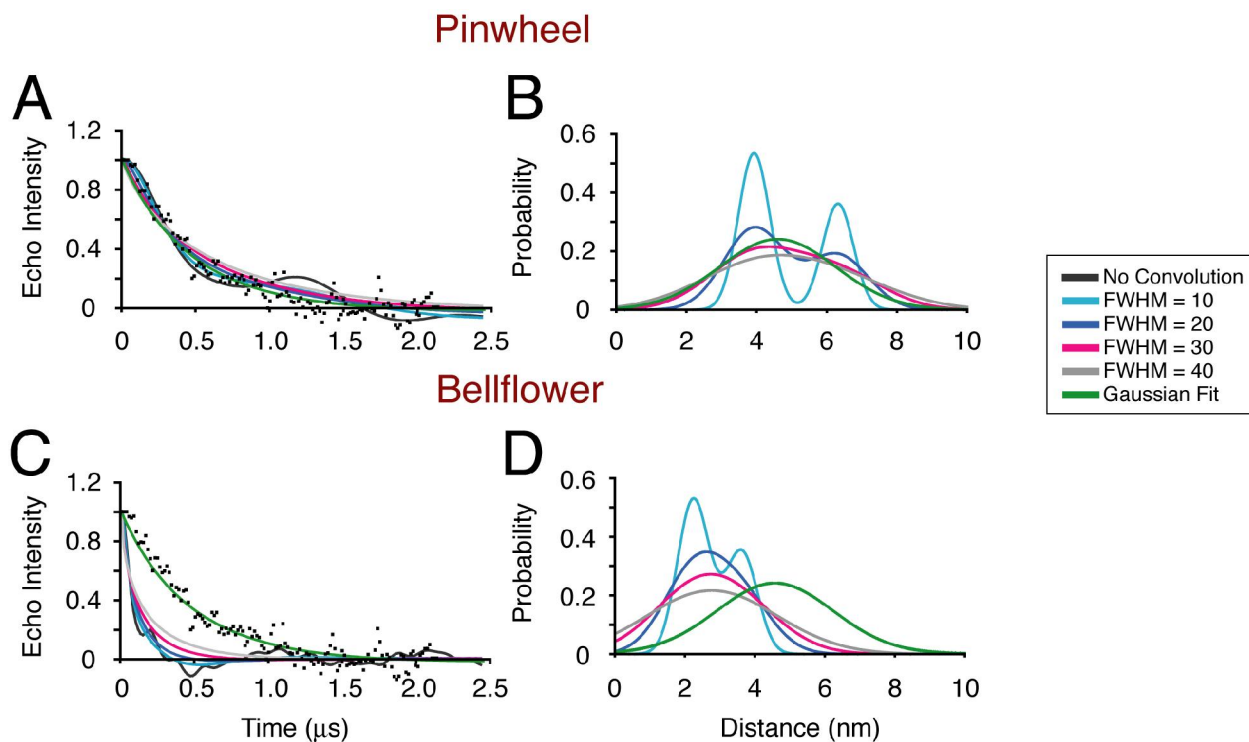 Pinwheel
A
B
Echo Intensity
1.2
0.8
0.4
0
0 0.5 1.0 1.5 2.0 2.5
Probability
0.6
0.4
0.2
0
0 2 4 6 8 10
No Convolution
FWHM = 10
FWHM = 20
FWHM = 30
FWHM = 40
Gaussian Fit
Bellflower
C
D
Echo Intensity
1.2
0.8
0.4
0
0 0.5 1.0 1.5 2.0 2.5
Time (μs)
Probability
0.6
0.4
0.2
0
0 2 4 6 8 10
Distance (nm)